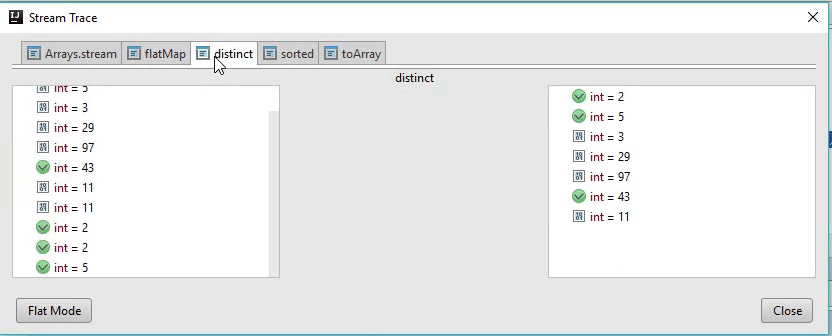 Stream Trace
Arrays.stream flatMap distinct sorted toArray
distinct
int = 5
int = 3
int = 29
int = 97
int = 43
int = 11
int = 11
int = 2
int = 2
int = 5
int = 2
int = 5
int = 3
int = 29
int = 97
int = 43
int = 11
Flat Mode
Close